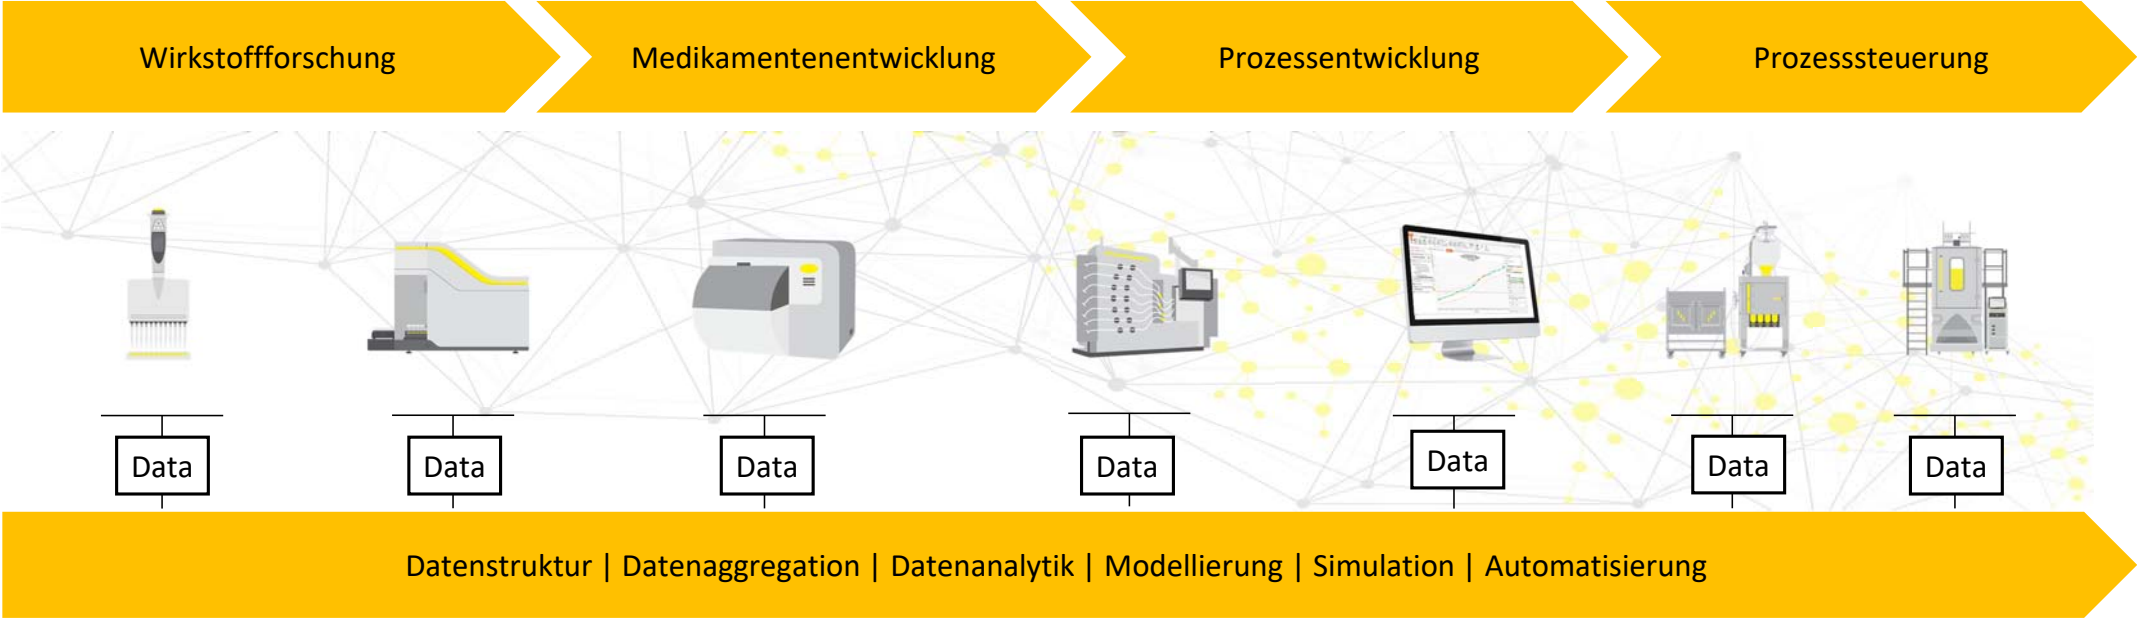 Wirkstoffforschung
Medikamentenentwicklung
Prozessentwicklung
Prozesssteuerung
Data
Data
Data
Data
Data
Data
Data
Datenstruktur | Datenaggregation | Datenanalytik | Modellierung | Simulation | Automatisierung